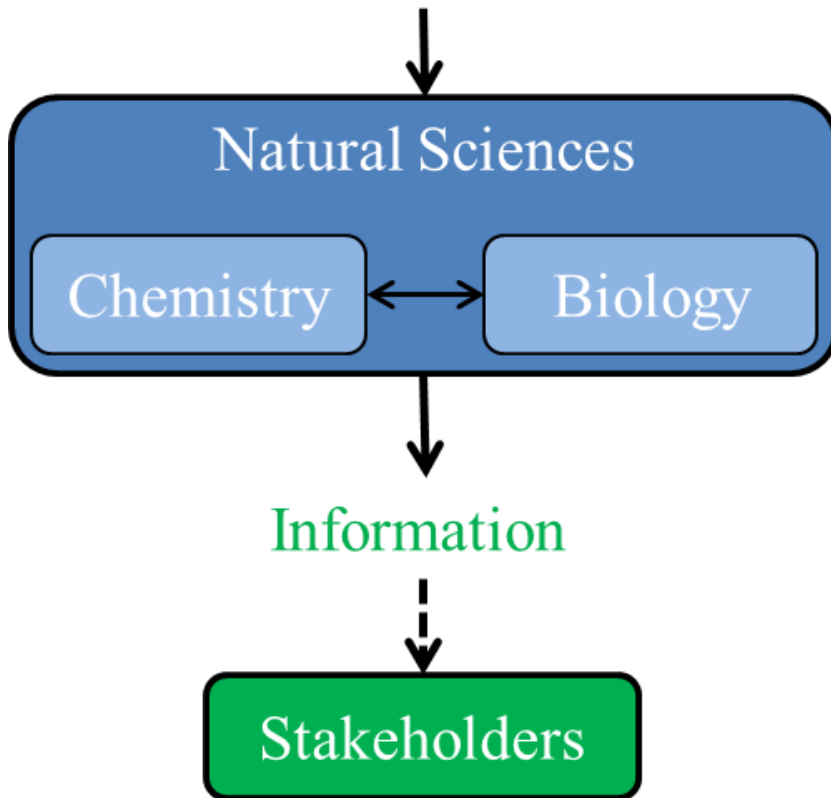 Natural Sciences
Chemistry
Biology
Information
Stakeholders